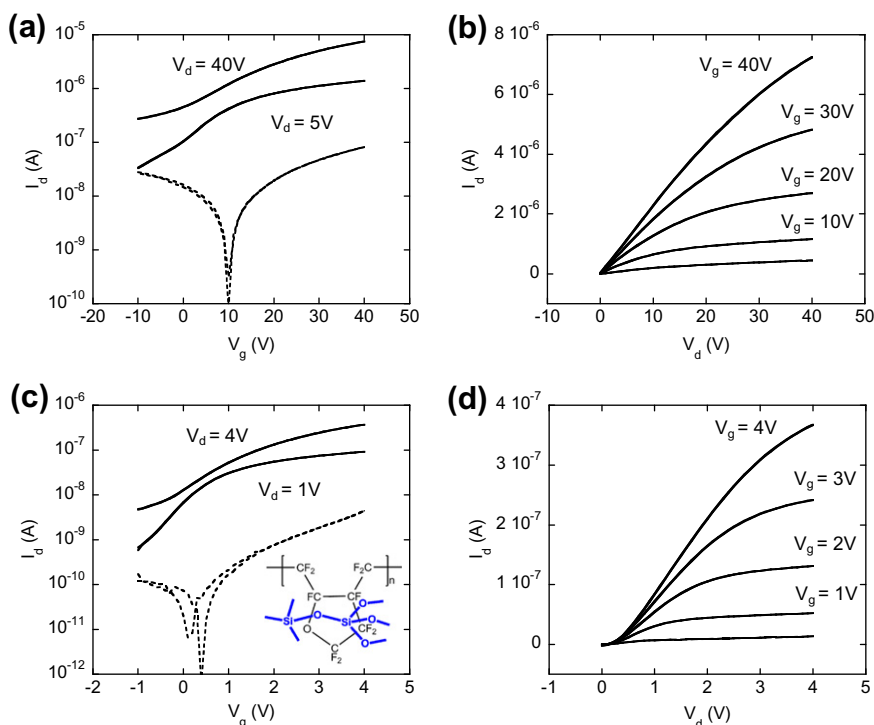 (a)
10⁻⁵
10⁻⁶
10⁻⁷
10⁻⁸
10⁻⁹
10⁻¹⁰
I_d (A)
V_d = 40V
V_d = 5V
-20 -10 0 10 20 30 40 50
V_g (V)
(b)
8 10⁻⁶
6 10⁻⁶
4 10⁻⁶
2 10⁻⁶
0
I_d (A)
V_g = 40V
V_g = 30V
V_g = 20V
V_g = 10V
-10 0 10 20 30 40 50
V_d (V)
(c)
10⁻⁶
10⁻⁷
10⁻⁸
10⁻⁹
10⁻¹⁰
10⁻¹¹
10⁻¹²
I_d (A)
V_d = 4V
V_d = 1V
CF₂ F₂C n
FC CF
Si O Si O
O CF₂ O
C O
F₂
-2 -1 0 1 2 3 4 5
V_g (V)
(d)
4 10⁻⁷
3 10⁻⁷
2 10⁻⁷
1 10⁻⁷
0
I_d (A)
V_g = 4V
V_g = 3V
V_g = 2V
V_g = 1V
-1 0 1 2 3 4 5
V_d (V)